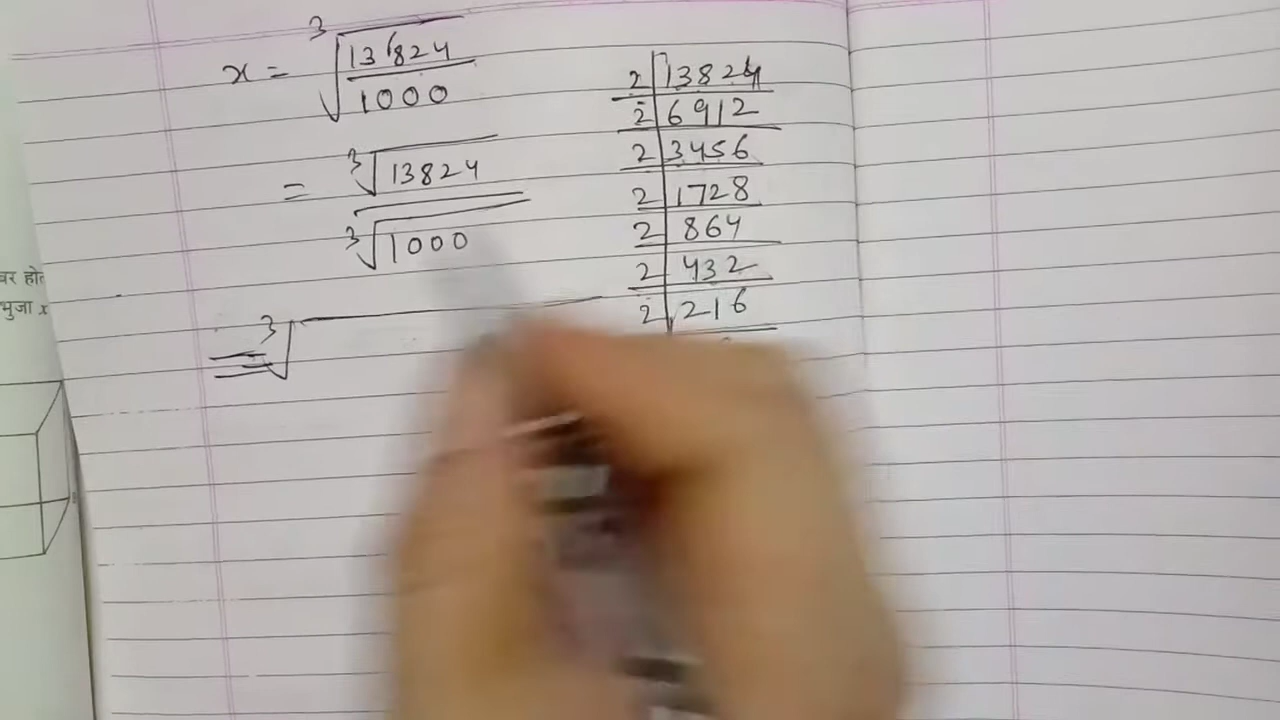 x = ∛(13824/1000)
= ∛13824/∛1000
= ∛
2 | 13824
2 | 6912
2 | 3456
2 | 1728
2 | 864
2 | 432
2 | 216
भुजा x